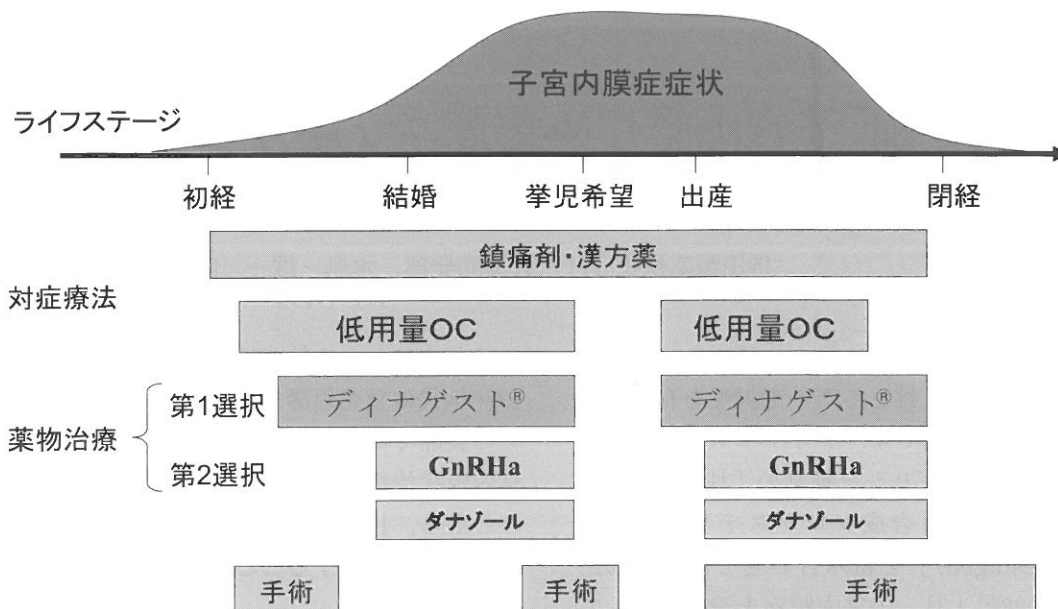 子宮内膜症症状
ライフステージ
初経 結婚 挙児希望 出産 閉経
鎮痛剤・漢方薬
対症療法
低用量OC 低用量OC
第1選択 ディナゲスト® ディナゲスト®
薬物治療
第2選択 GnRHa GnRHa
ダナゾール ダナゾール
手術 手術 手術